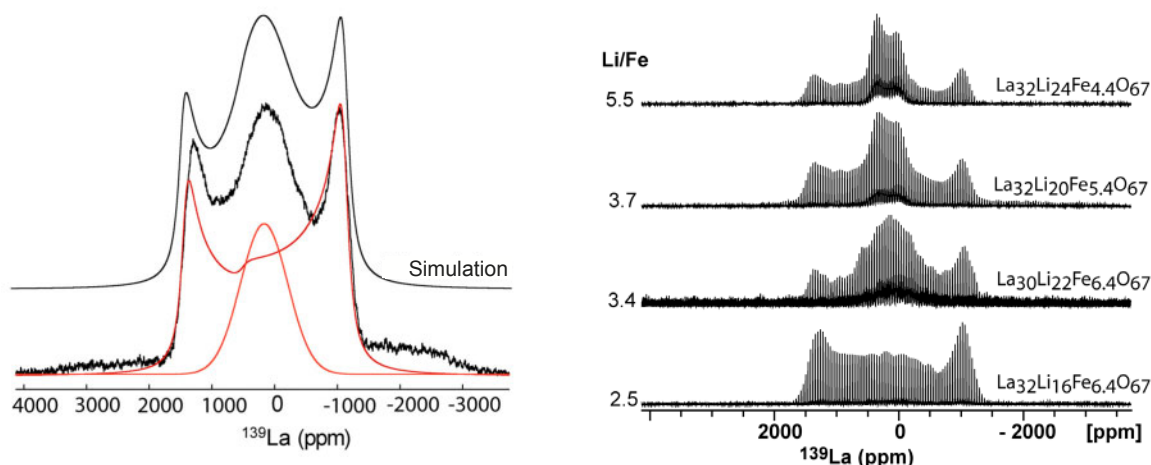 Simulation
4000 3000 2000 1000 0 -1000 -2000 -3000
¹³⁹La (ppm)
Li/Fe
5.5 La32Li24Fe4.4O67
3.7 La32Li20Fe5.4O67
3.4 La30Li22Fe6.4O67
2.5 La32Li16Fe6.4O67
2000 0 - 2000 [ppm]
¹³⁹La (ppm)